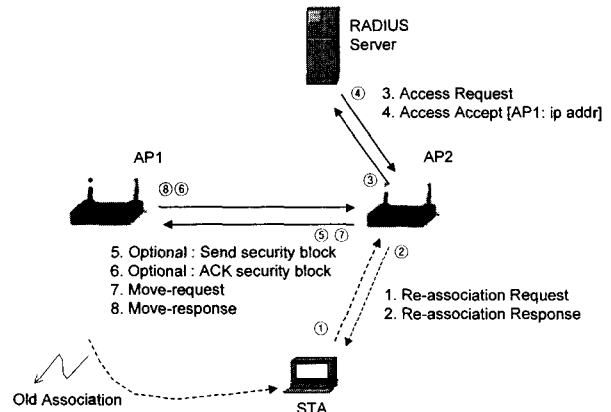 RADIUS
Server
④
3. Access Request
4. Access Accept [AP1: ip addr]
AP1
AP2
③
⑧ ⑥
⑤ ⑦
②
5. Optional : Send security block
6. Optional : ACK security block
7. Move-request
8. Move-response
1. Re-association Request
2. Re-association Response
①
Old Association
STA